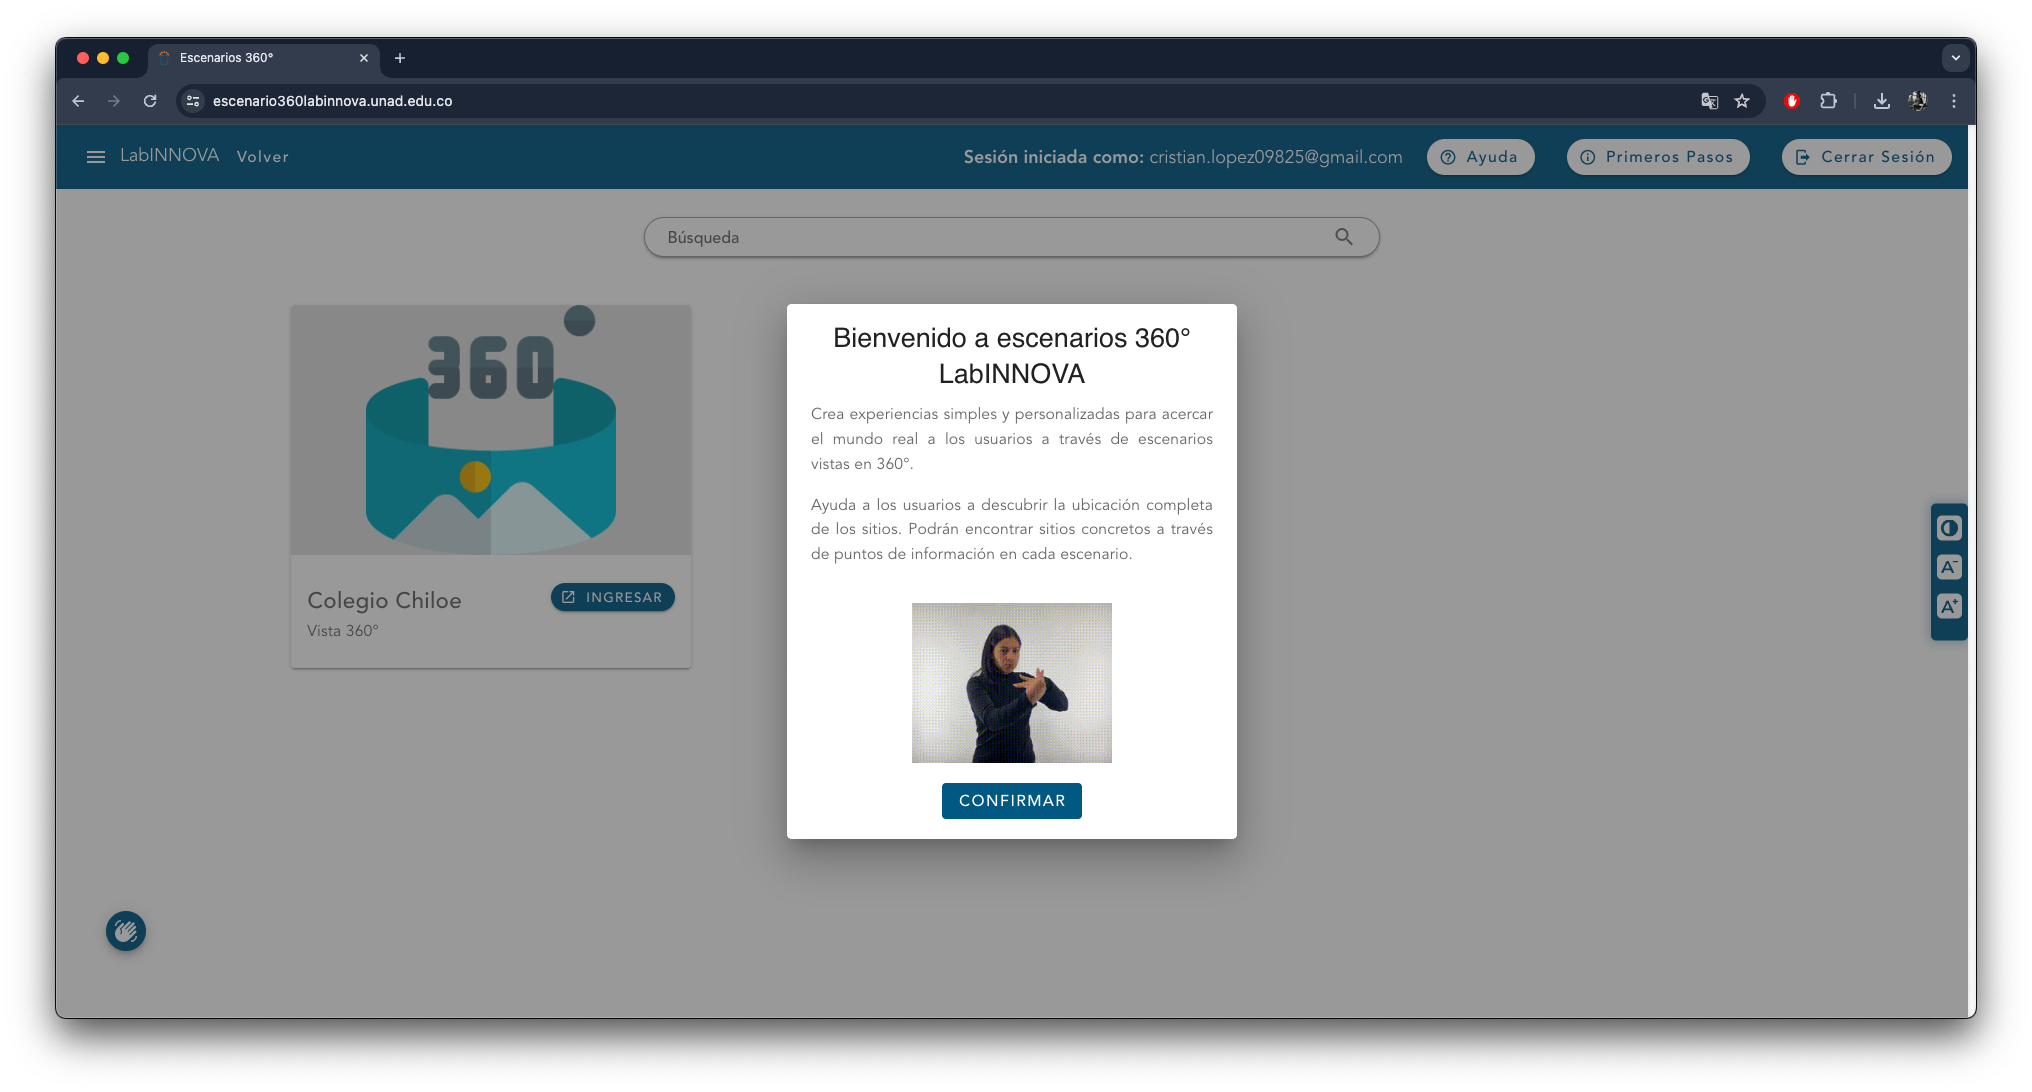 Escenarios 360°
escenario360labinnova.unad.edu.co
LabINNOVA Volver Sesión iniciada como: cristian.lopez09825@gmail.com Ayuda Primeros Pasos Cerrar Sesión
Búsqueda
360
Colegio Chiloe INGRESAR
Vista 360°
Bienvenido a escenarios 360°
LabINNOVA
Crea experiencias simples y personalizadas para acercar
el mundo real a los usuarios a través de escenarios
vistas en 360°.
Ayuda a los usuarios a descubrir la ubicación completa
de los sitios. Podrán encontrar sitios concretos a través
de puntos de información en cada escenario.
CONFIRMAR
A-
A+